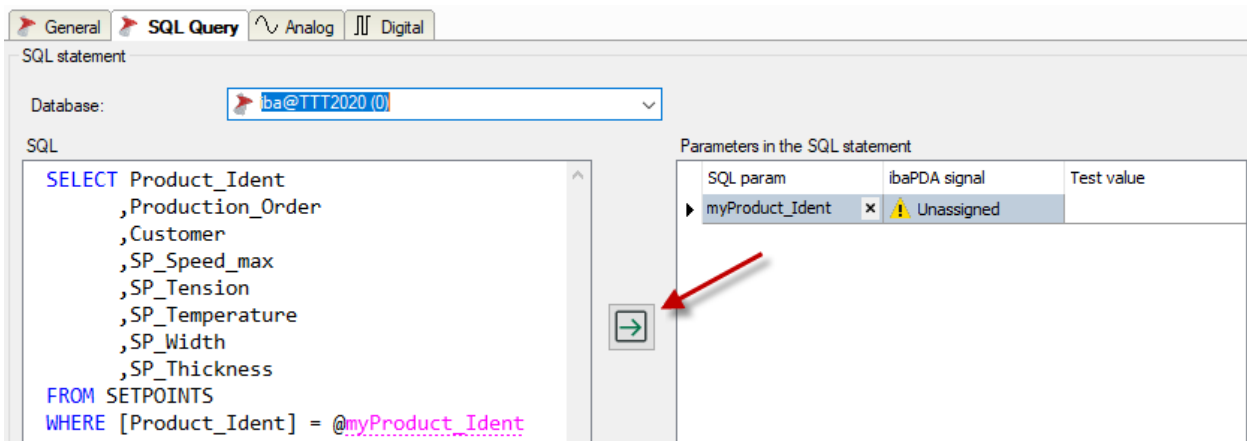 General SQL Query Analog Digital
SQL statement
Database: iba@TTT2020 (0)
SQL
SELECT Product_Ident
,Production_Order
,Customer
,SP_Speed_max
,SP_Tension
,SP_Temperature
,SP_Width
,SP_Thickness
FROM SETPOINTS
WHERE [Product_Ident] = @myProduct_Ident
Parameters in the SQL statement
SQL param ibaPDA signal Test value
myProduct_Ident Unassigned